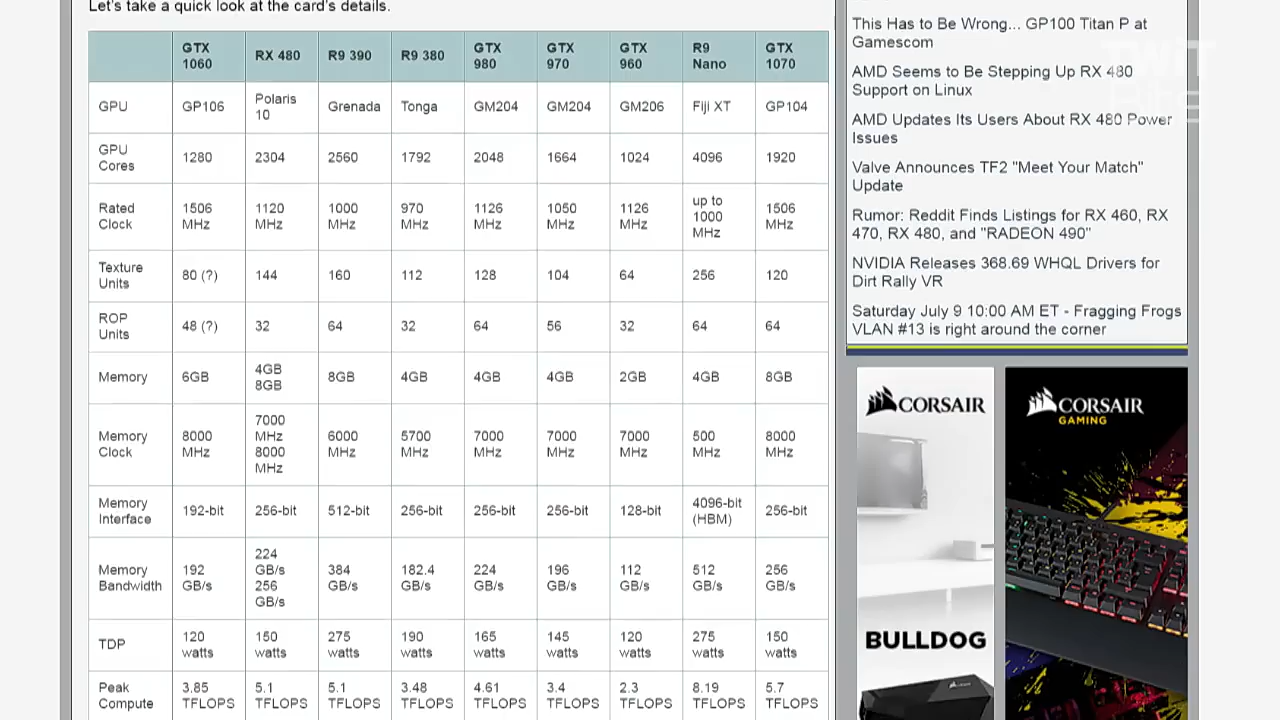 Let's take a quick look at the card's details.
GTX 1060 RX 480 R9 390 R9 380 GTX 980 GTX 970 GTX 960 R9 Nano GTX 1070
GPU GP106 Polaris 10 Grenada Tonga GM204 GM204 GM206 Fiji XT GP104
GPU Cores 1280 2304 2560 1792 2048 1664 1024 4096 1920
Rated Clock 1506 MHz 1120 MHz 1000 MHz 970 MHz 1126 MHz 1050 MHz 1126 MHz up to 1000 MHz 1506 MHz
Texture Units 80 (?) 144 160 112 128 104 64 256 120
ROP Units 48 (?) 32 64 32 64 56 32 64 64
Memory 6GB 4GB 8GB 8GB 4GB 4GB 4GB 2GB 4GB 8GB
Memory Clock 8000 MHz 7000 MHz 8000 MHz 6000 MHz 5700 MHz 7000 MHz 7000 MHz 7000 MHz 500 MHz 8000 MHz
Memory Interface 192-bit 256-bit 512-bit 256-bit 256-bit 256-bit 128-bit 4096-bit (HBM) 256-bit
Memory Bandwidth 192 GB/s 224 GB/s 256 GB/s 384 GB/s 182.4 GB/s 224 GB/s 196 GB/s 112 GB/s 512 GB/s 256 GB/s
TDP 120 watts 150 watts 275 watts 190 watts 165 watts 145 watts 120 watts 275 watts 150 watts
Peak Compute 3.85 TFLOPS 5.1 TFLOPS 5.1 TFLOPS 3.48 TFLOPS 4.61 TFLOPS 3.4 TFLOPS 2.3 TFLOPS 8.19 TFLOPS 5.7 TFLOPS
This Has to Be Wrong... GP100 Titan P at
Gamescom
AMD Seems to Be Stepping Up RX 480
Support on Linux
AMD Updates Its Users About RX 480 Power
Issues
Valve Announces TF2 "Meet Your Match"
Update
Rumor: Reddit Finds Listings for RX 460, RX
470, RX 480, and "RADEON 490"
NVIDIA Releases 368.69 WHQL Drivers for
Dirt Rally VR
Saturday July 9 10:00 AM ET - Fragging Frogs
VLAN #13 is right around the corner
TWiT
CORSAIR
BULLDOG
CORSAIR
GAMING